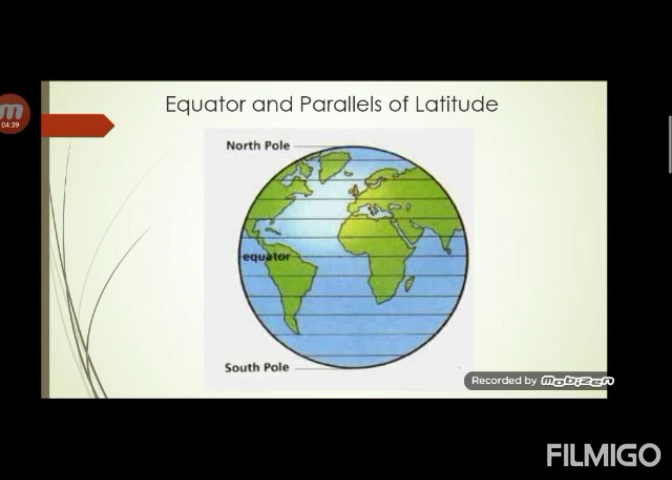 Equator and Parallels of Latitude
04:39
North Pole
equator
South Pole
Recorded by mobizen
FILMIGO